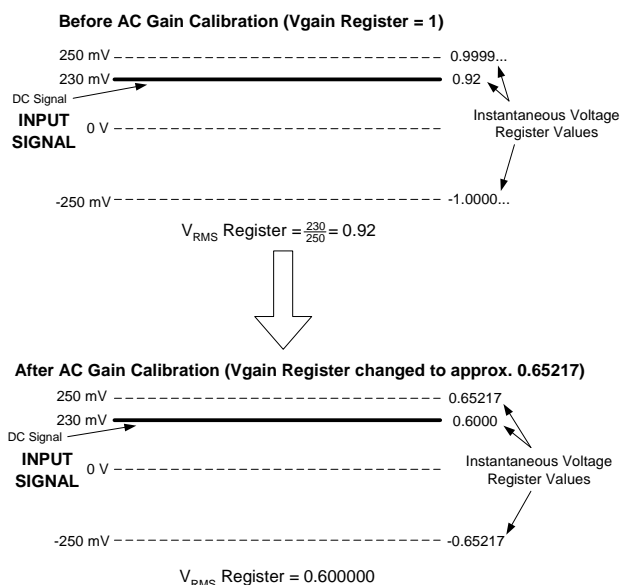 Before AC Gain Calibration (Vgain Register = 1)
250 mV 0.9999...
230 mV 0.92
DC Signal
INPUT
SIGNAL
0 V
Instantaneous Voltage
Register Values
-250 mV -1.0000...
VRMS Register = 230/250 = 0.92
After AC Gain Calibration (Vgain Register changed to approx. 0.65217)
250 mV 0.65217
230 mV 0.6000
DC Signal
INPUT
SIGNAL
0 V
Instantaneous Voltage
Register Values
-250 mV -0.65217
VRMS Register = 0.600000